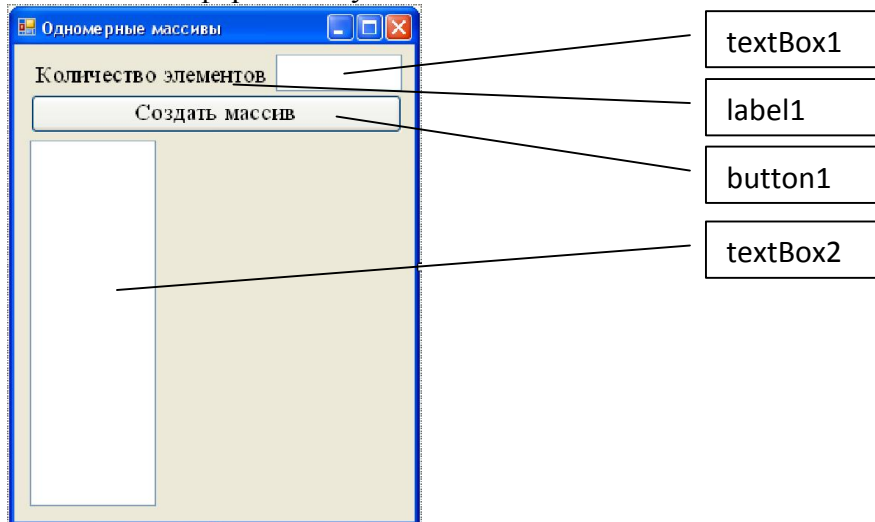 Одномерные массивы
textBox1
Количество элементов
label1
Создать массив
button1
textBox2